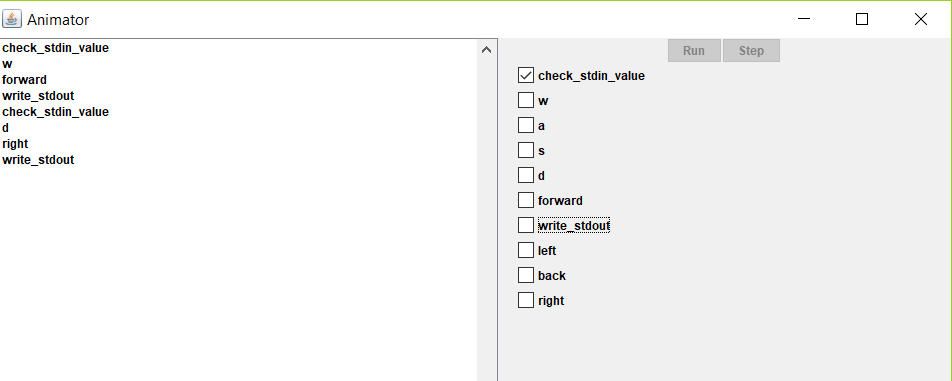 Animator
check_stdin_value
w
forward
write_stdout
check_stdin_value
d
right
write_stdout
Run Step
check_stdin_value
w
a
s
d
forward
write_stdout
left
back
right